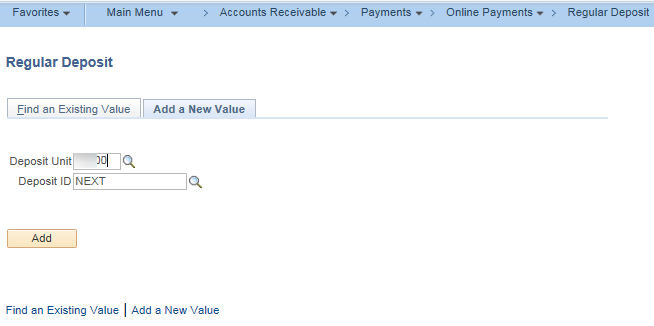 Favorites Main Menu > Accounts Receivable > Payments > Online Payments > Regular Deposit
Regular Deposit
Find an Existing Value Add a New Value
Deposit Unit 00
Deposit ID NEXT
Add
Find an Existing Value | Add a New Value